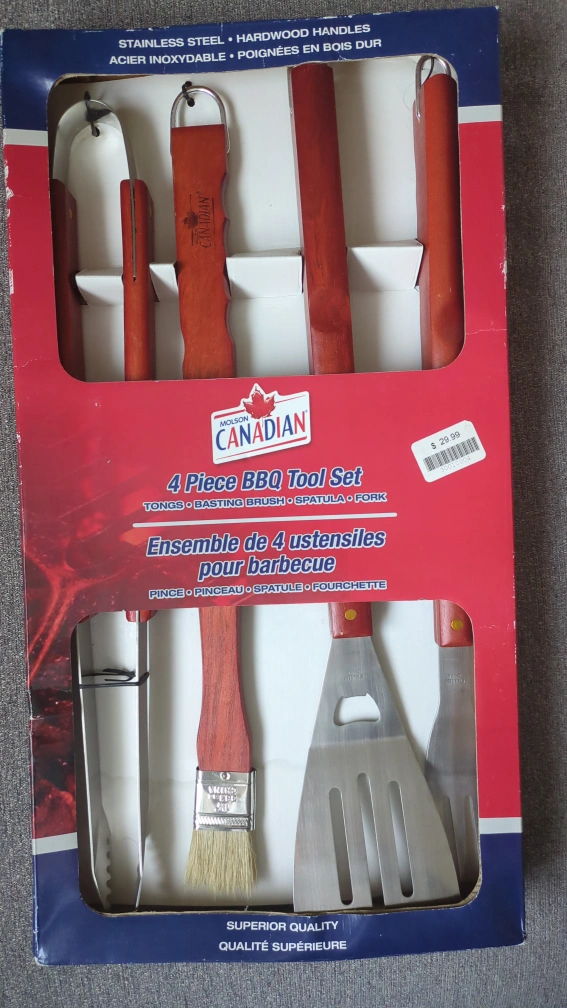 STAINLESS STEEL • HARDWOOD HANDLES
ACIER INOXYDABLE • POIGNÉES EN BOIS DUR
CANADIAN
MOLSON
CANADIAN
$ 29.99
4 Piece BBQ Tool Set
TONGS • BASTING BRUSH • SPATULA • FORK
Ensemble de 4 ustensiles
pour barbecue
PINCE • PINCEAU • SPATULE • FOURCHETTE
SUPERIOR QUALITY
QUALITÉ SUPÉRIEURE